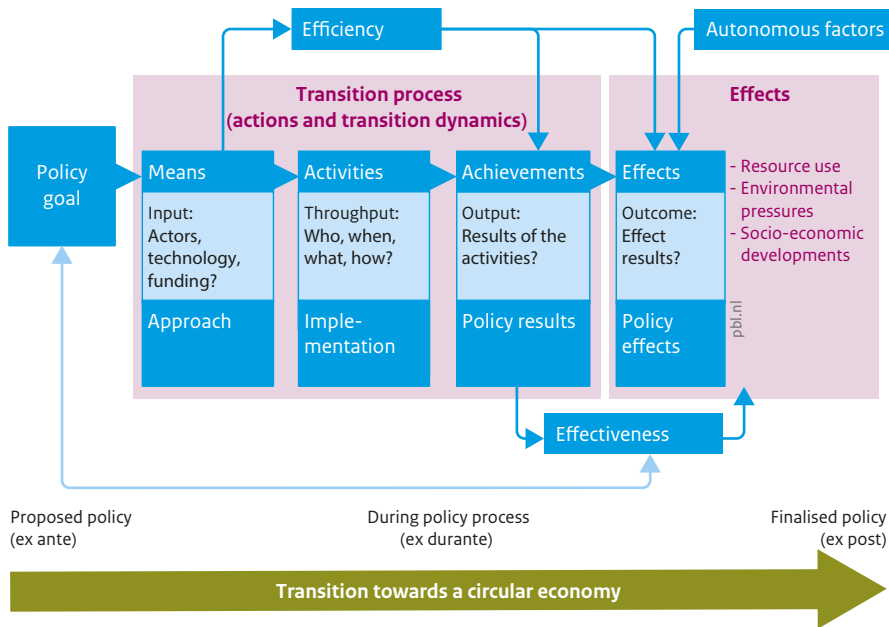 Efficiency
Autonomous factors
Transition process
(actions and transition dynamics)
Effects
Policy
goal
Means
Activities
Achievements
Effects
Input:
Actors,
technology,
funding?
Throughput:
Who, when,
what, how?
Output:
Results of the
activities?
Outcome:
Effect
results?
- Resource use
- Environmental
pressures
- Socio-economic
developments
Approach
Imple-
mentation
Policy results
Policy
effects
pbl.nl
Effectiveness
Proposed policy
(ex ante)
During policy process
(ex durante)
Finalised policy
(ex post)
Transition towards a circular economy